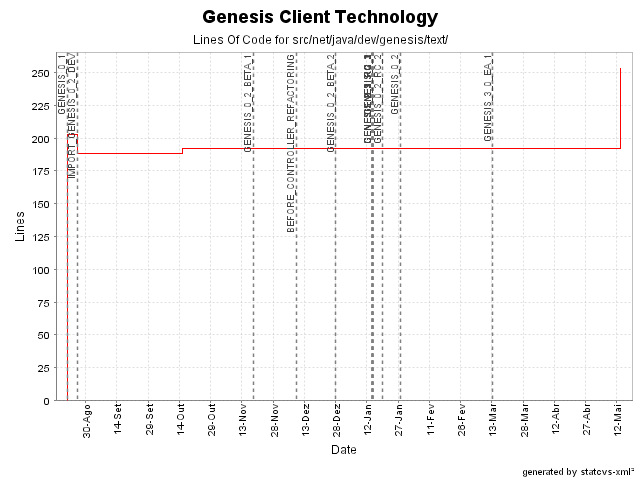 Genesis Client Technology
Lines Of Code for src/net/java/dev/genesis/text/
Lines
250
225
200
175
150
125
100
75
50
25
0
GENESIS_0_1
IMPORT_GENESIS_0_2_DEV
GENESIS_0_2_BETA_1
BEFORE_CONTROLLER_REFACTORING
GENESIS_0_2_BETA_2
GENESIS_0_2_RC_2
GENESIS_0_2
GENESIS_3_0_EA_1
30-Ago
14-Set
29-Set
14-Out
29-Out
13-Nov
28-Nov
13-Dez
28-Dez
12-Jan
27-Jan
11-Fev
26-Fev
13-Mar
28-Mar
12-Abr
27-Abr
12-Mai
Date
generated by statcvs-xml²